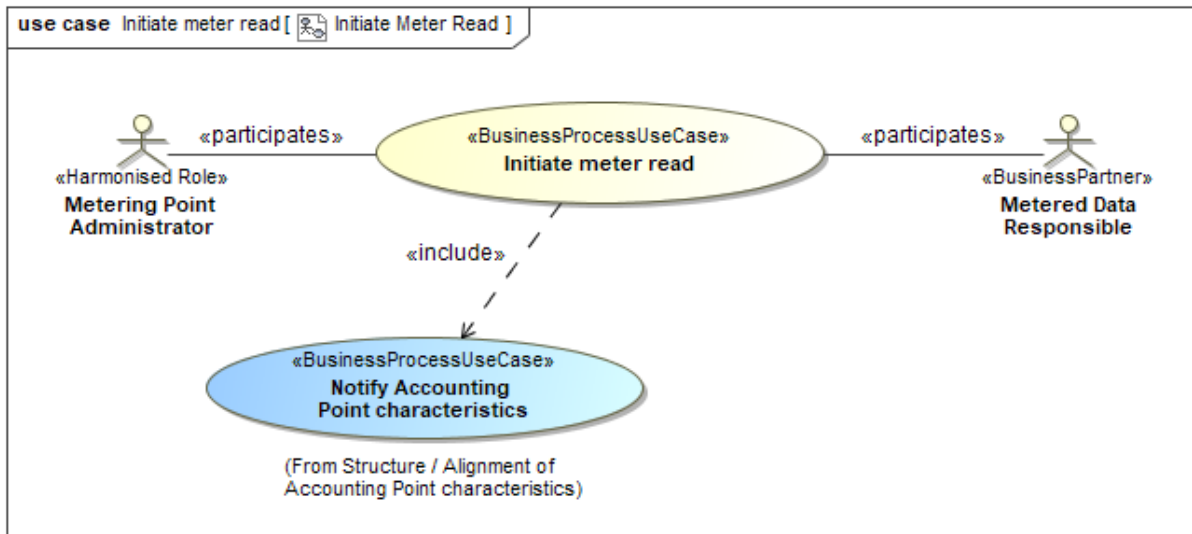 use case Initiate meter read [ Initiate Meter Read ]
«participates»
«BusinessProcessUseCase»
Initiate meter read
«participates»
«Harmonised Role»
Metering Point
Administrator
«BusinessPartner»
Metered Data
Responsible
«include»
«BusinessProcessUseCase»
Notify Accounting
Point characteristics
(From Structure / Alignment of
Accounting Point characteristics)